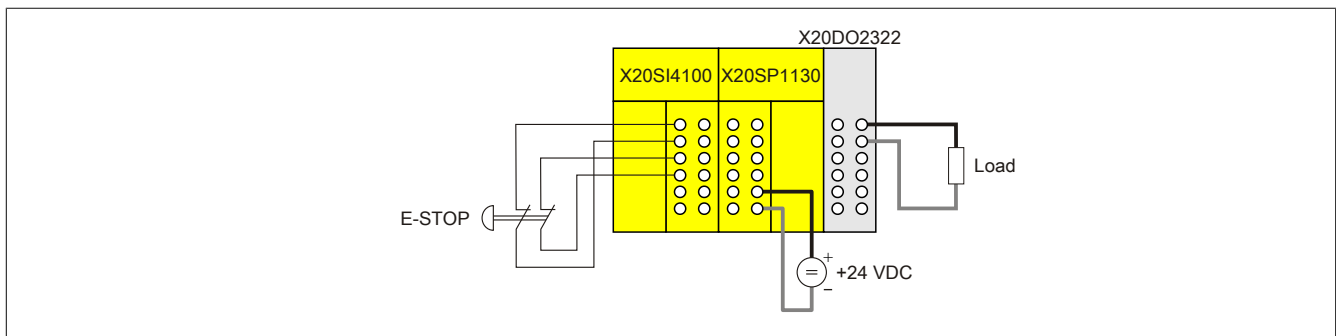 X20DO2322
X20SI4100 X20SP1130
Load
E-STOP
+
+24 VDC
−